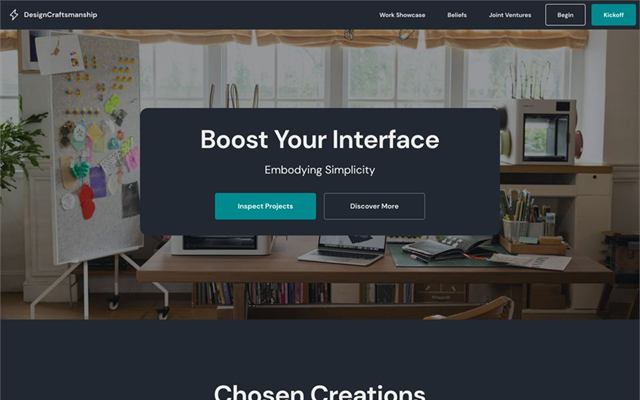 DesignCraftsmanship
Work Showcase
Beliefs
Joint Ventures
Begin
Kickoff
Boost Your Interface
Embodying Simplicity
Inspect Projects
Discover More
Chosen Creations